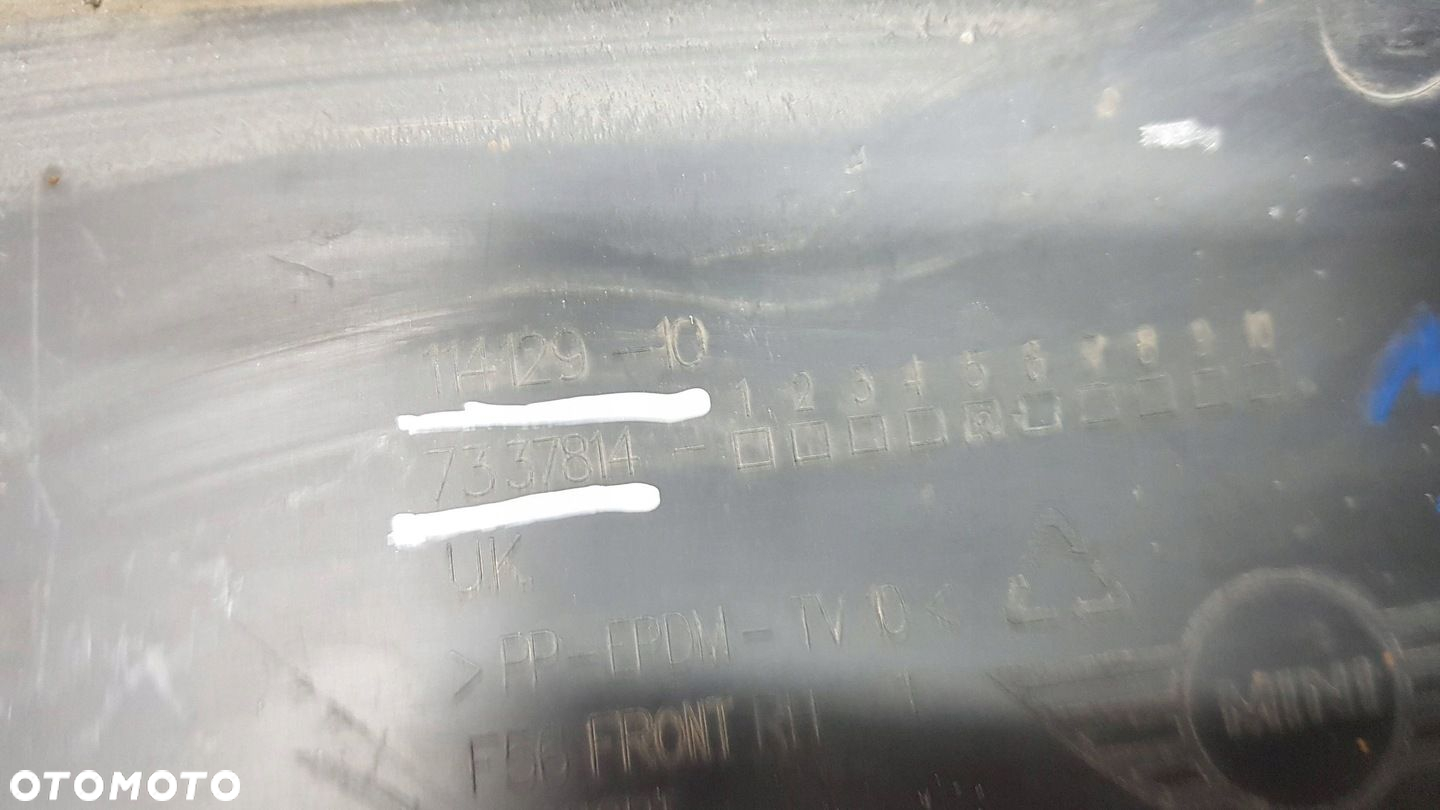 114129-10
1 2 3 4 5 6 7 8 9 10
7337814 -
UK
>PP-EPDM-TV10<
F56 FRONT RH 1
MINI
OTOMOTO